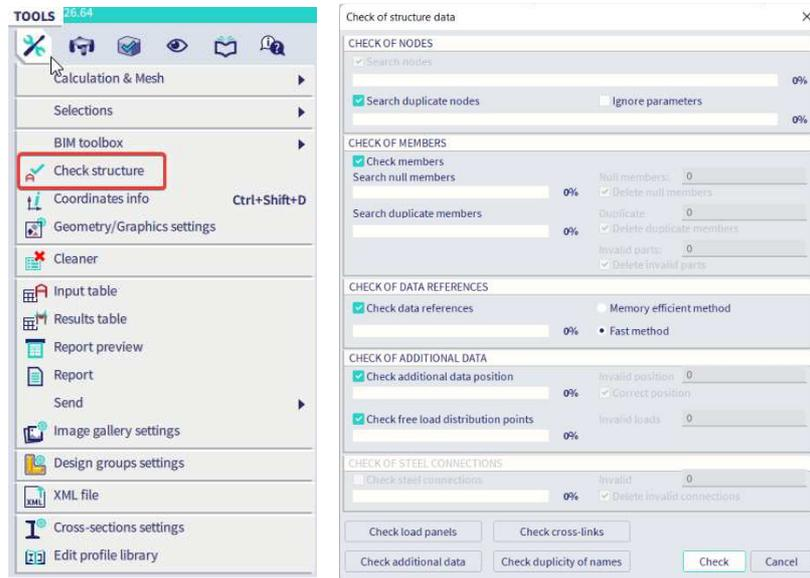 TOOLS 26.64
Calculation & Mesh
Selections
BIM toolbox
Check structure
Coordinates info Ctrl+Shift+D
Geometry/Graphics settings
Cleaner
Input table
Results table
Report preview
Report
Send
Image gallery settings
Design groups settings
XML file
Cross-sections settings
Edit profile library
Check of structure data
CHECK OF NODES
Search nodes
0%
Search duplicate nodes Ignore parameters
0%
CHECK OF MEMBERS
Check members
Search null members Null members: 0
0% Delete null members
Search duplicate members Duplicate 0
0% Delete duplicate members
Invalid parts: 0
Delete invalid parts
CHECK OF DATA REFERENCES
Check data references Memory efficient method
0% Fast method
CHECK OF ADDITIONAL DATA
Check additional data position Invalid position 0
0% Correct position
Check free load distribution points Invalid loads 0
0%
CHECK OF STEEL CONNECTIONS
Check steel connections Invalid 0
0% Delete invalid connections
Check load panels Check cross-links
Check additional data Check duplicity of names Check Cancel